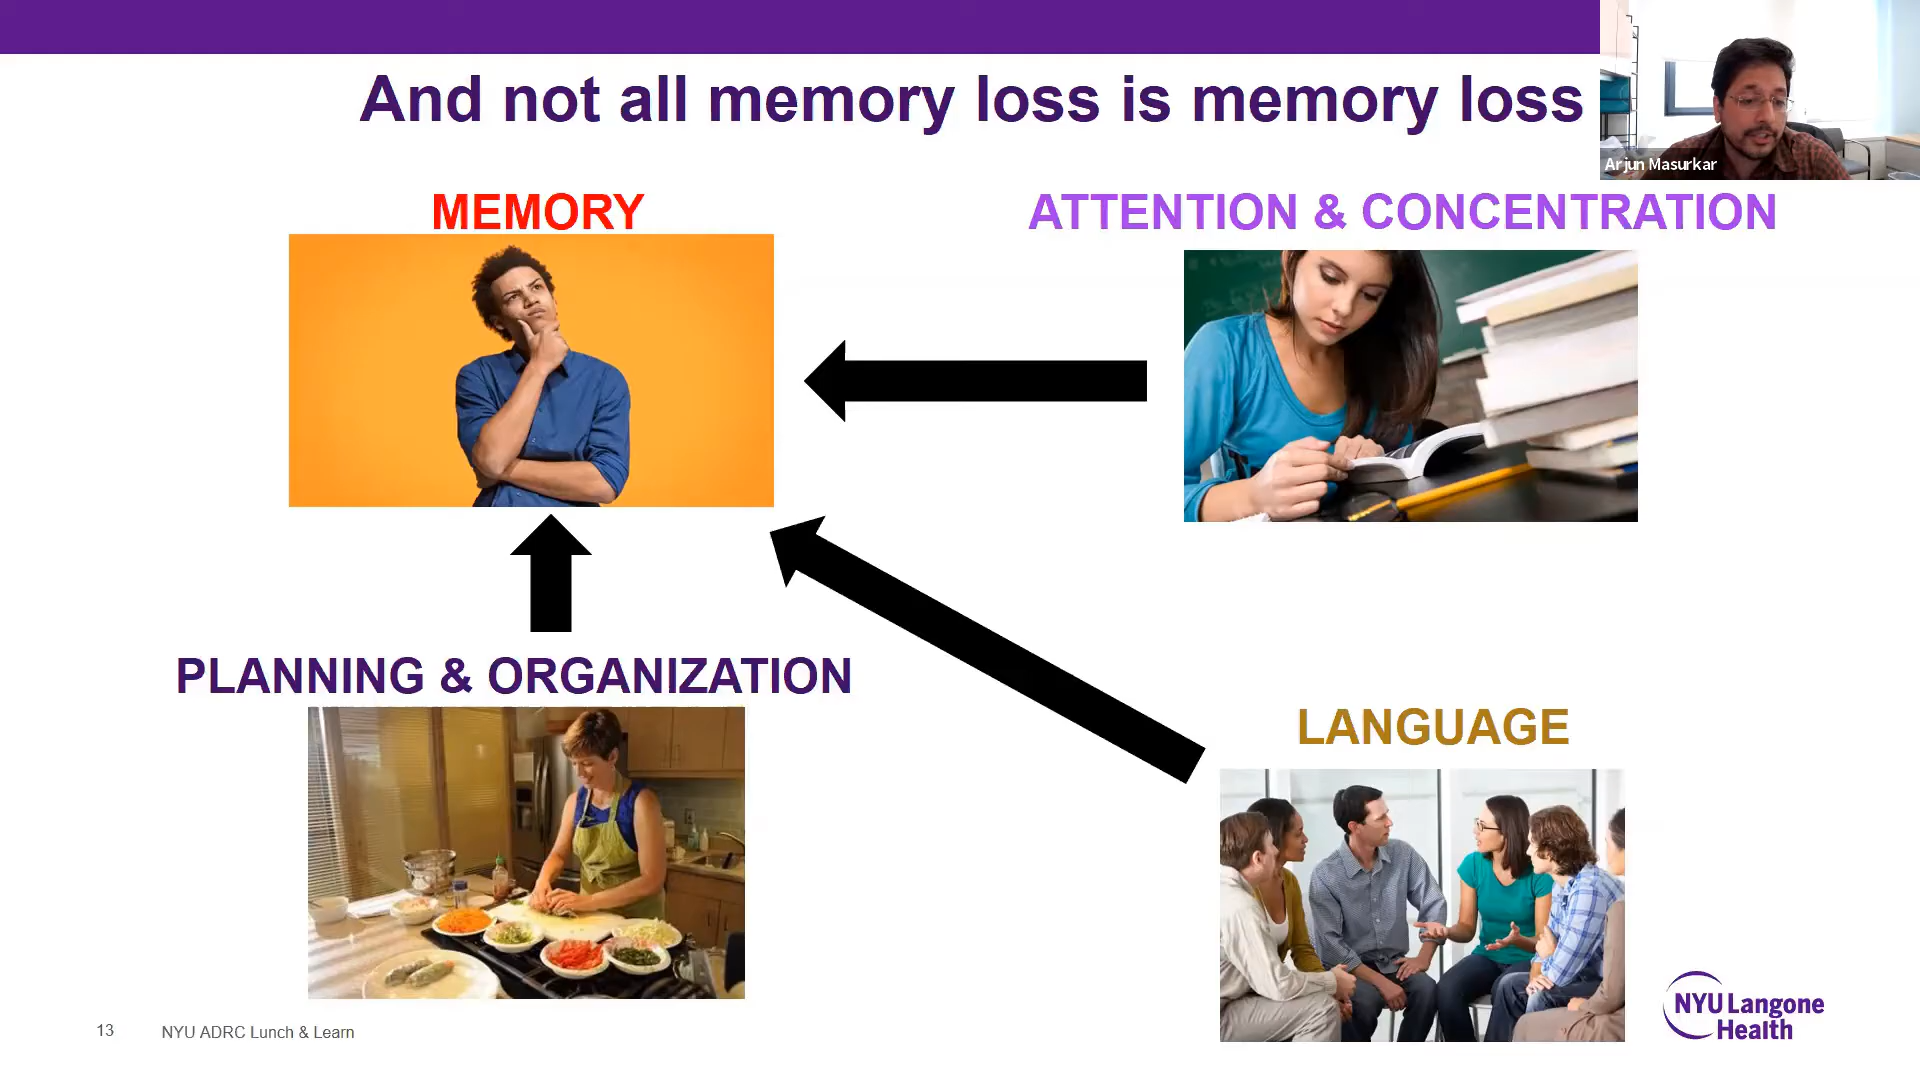 And not all memory loss is memory loss
Arjun Masurkar
MEMORY
ATTENTION & CONCENTRATION
PLANNING & ORGANIZATION
LANGUAGE
13
NYU ADRC Lunch & Learn
NYU Langone
Health